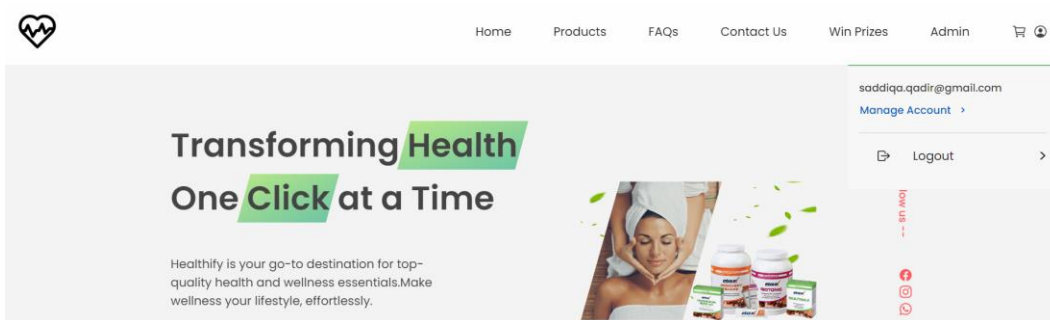 Home Products FAQs Contact Us Win Prizes Admin
saddiqa.qadir@gmail.com
Manage Account >
Logout >
Transforming Health
One Click at a Time
Healthify is your go-to destination for top-
quality health and wellness essentials.Make
wellness your lifestyle, effortlessly.
low us --